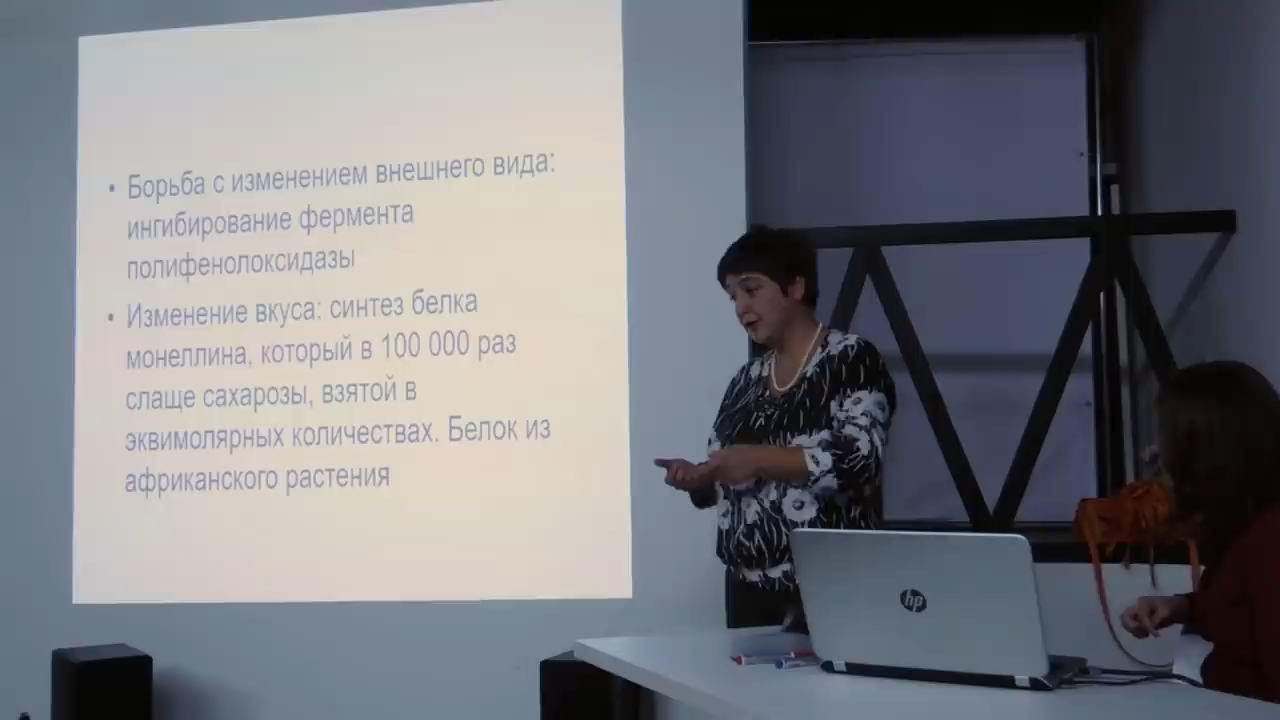 • Борьба с изменением внешнего вида:
ингибирование фермента
полифенолоксидазы
• Изменение вкуса: синтез белка
монеллина, который в 100 000 раз
слаще сахарозы, взятой в
эквимолярных количествах. Белок из
африканского растения
hp